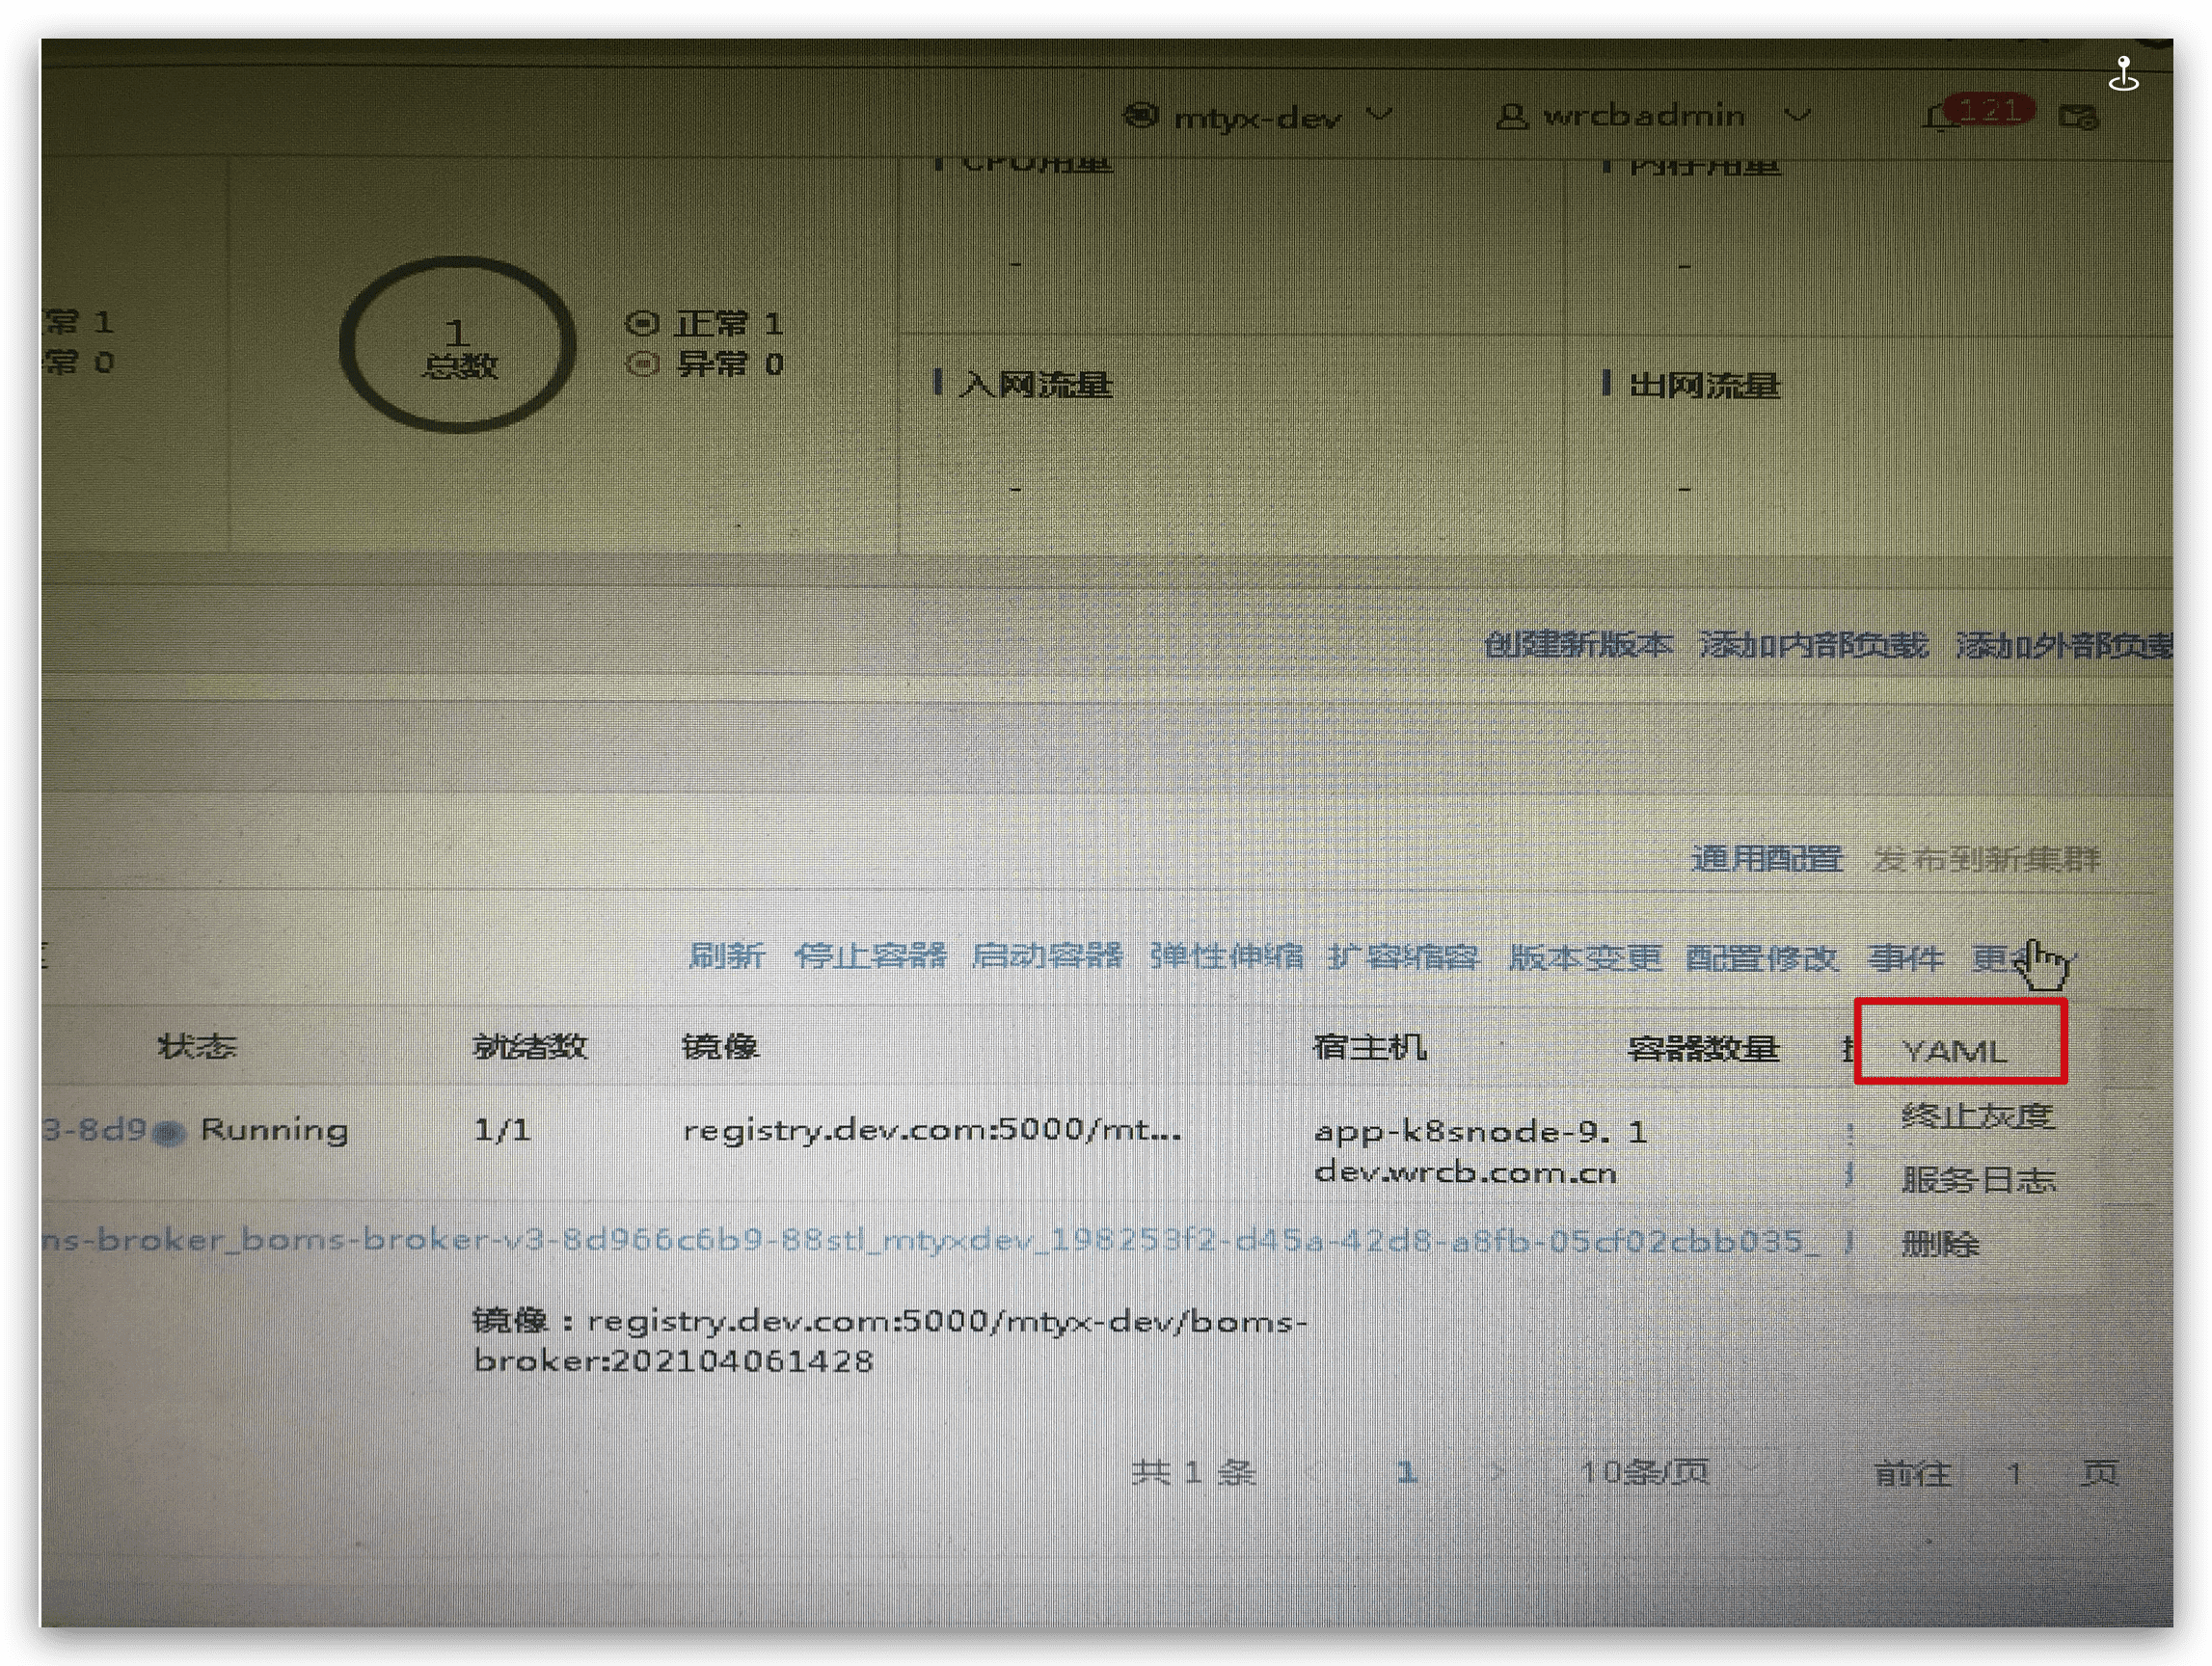 mtyx-dev wrcbadmin 121
CPU用量 内存用量
常 1
常 0
1
总数
正常 1
异常 0
入网流量 出网流量
创建新版本 添加内部负载 添加外部负载
通用配置 发布到新集群
刷新 停止容器 启动容器 弹性伸缩 扩容缩容 版本变更 配置修改 事件
状态 就绪数 镜像 宿主机 容器数量 YAML
3-8d9 Running 1/1 registry.dev.com:5000/mt... app-k8snode-9. 1
dev.wrcb.com.cn
终止灰度
服务日志
删除
ns-broker_boms-broker-v3-8d966c6b9-88stl_mtyxdev_198253f2-d45a-42d8-a8fb-05cf02cbb035_
镜像：registry.dev.com:5000/mtyx-dev/boms-
broker:202104061428
共 1 条 < 1 > 10条/页 前往 1 页